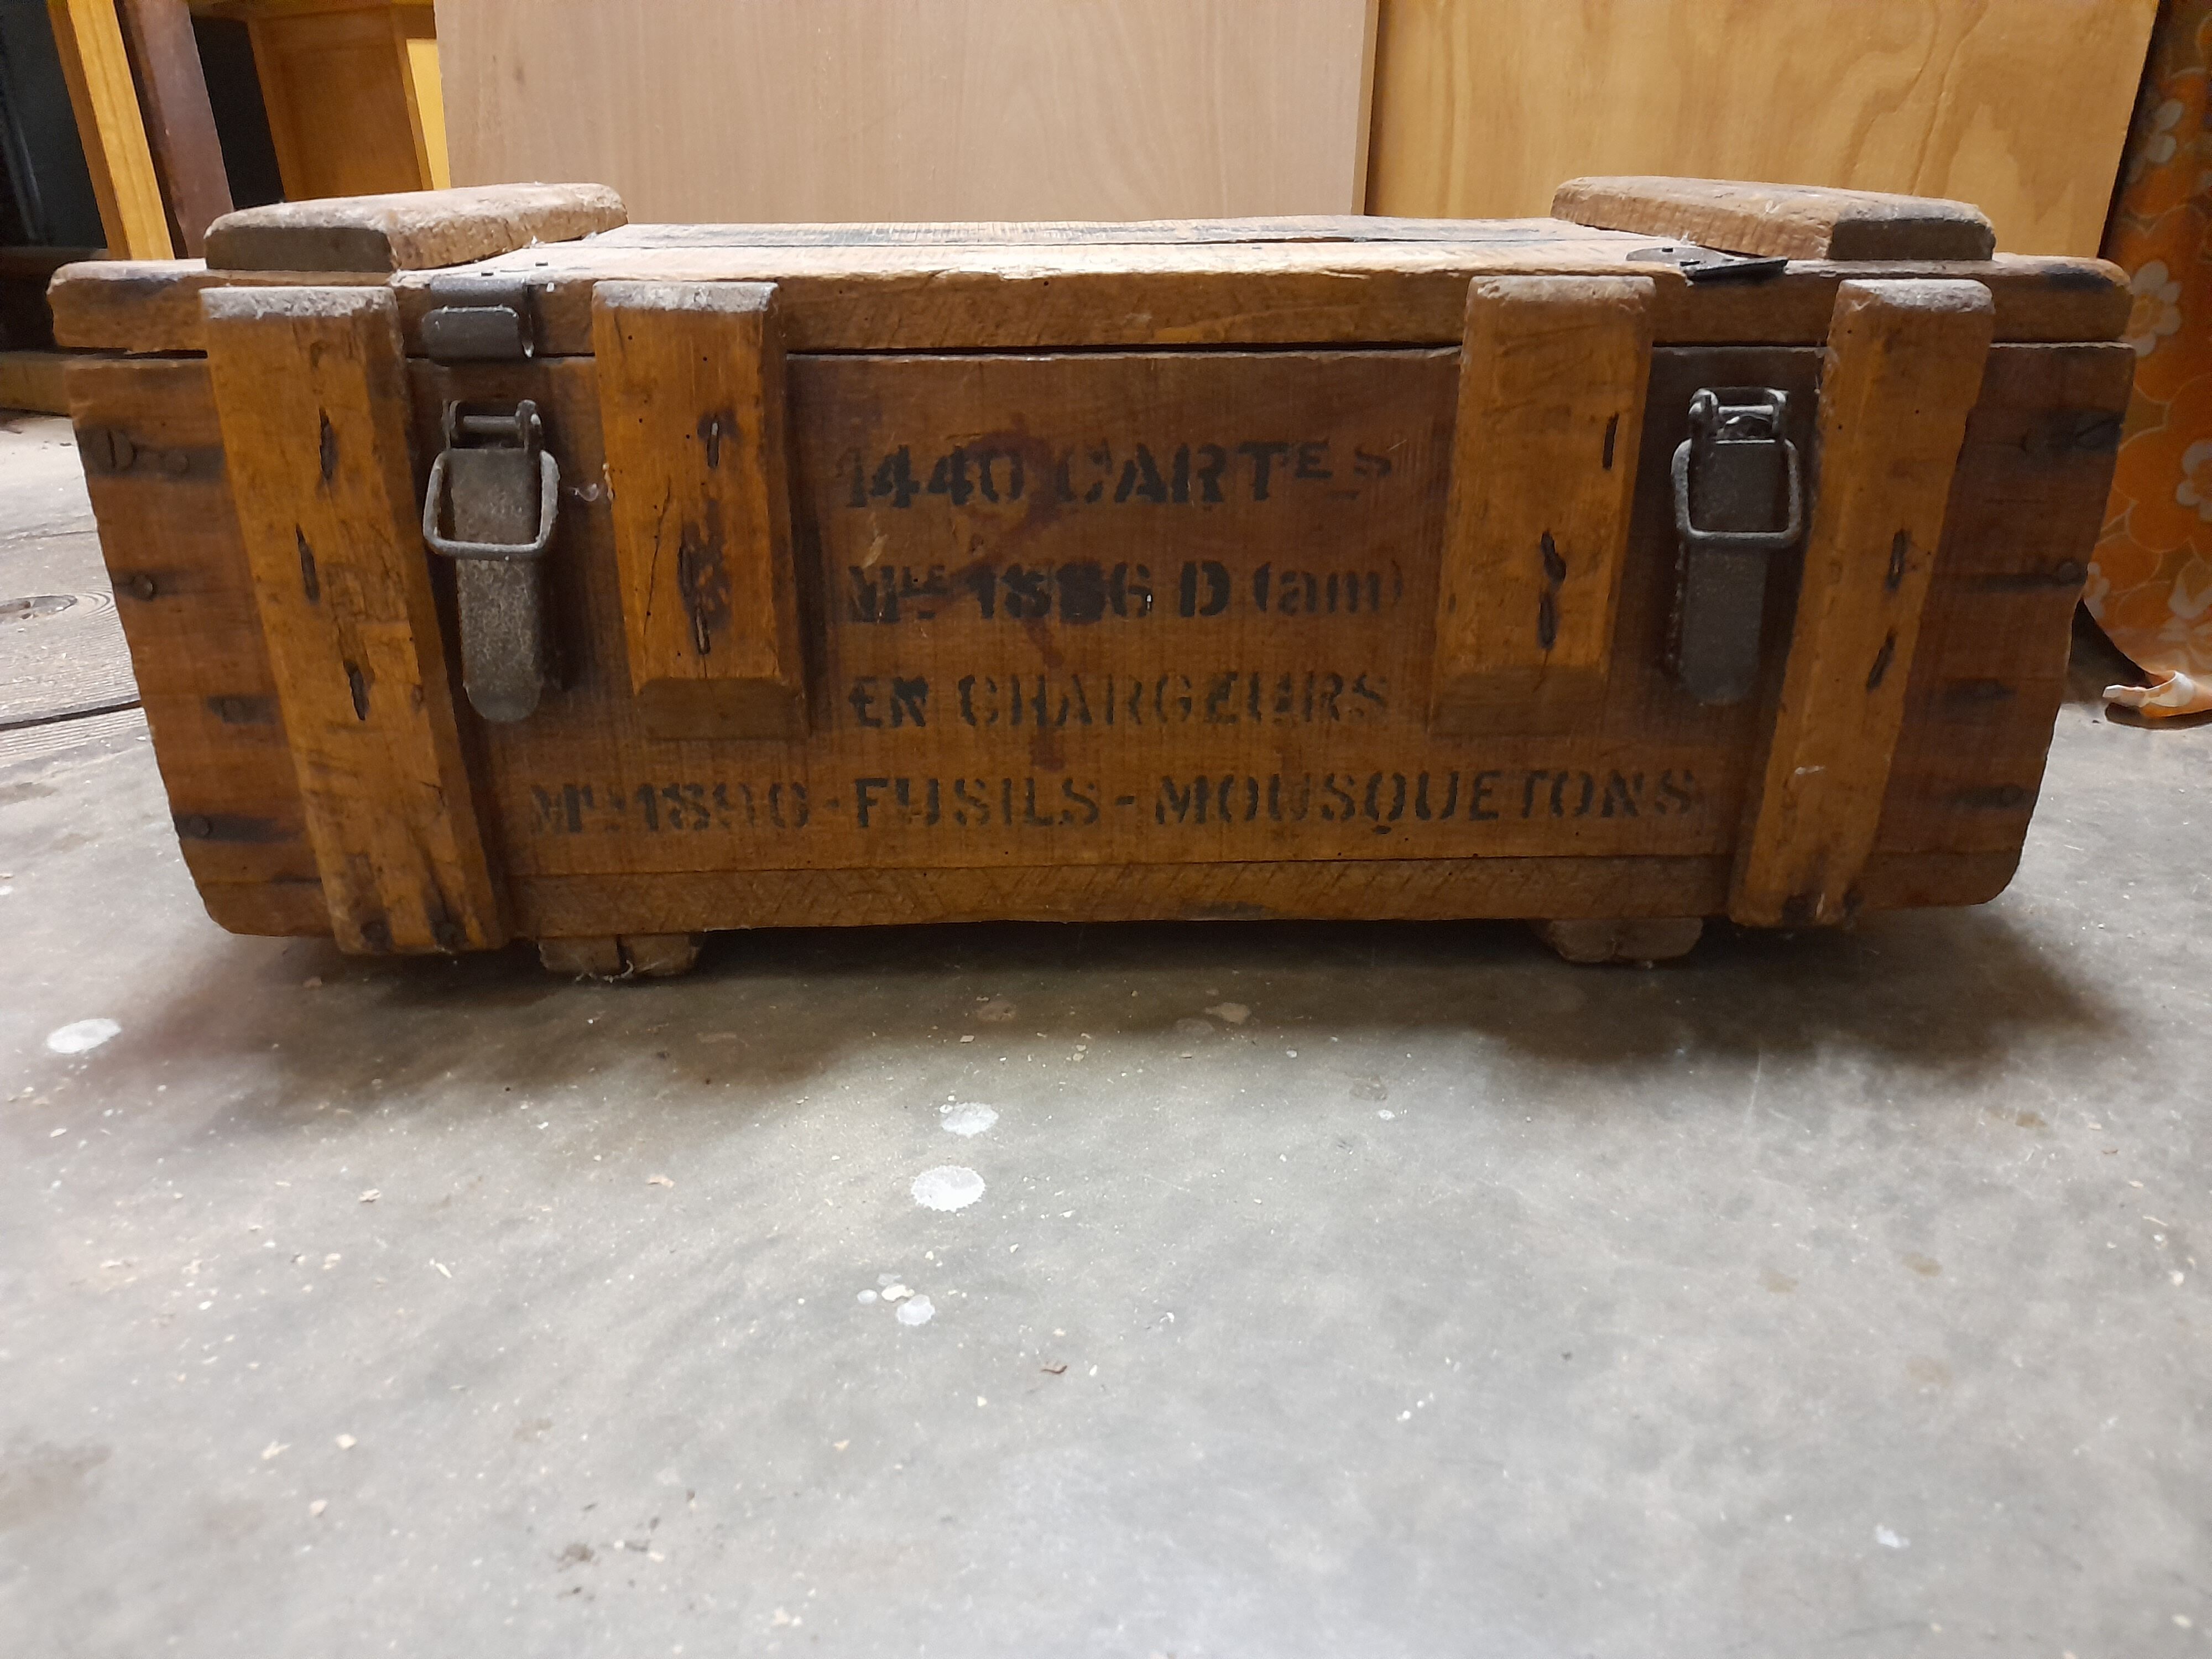 1440 CARTES
Mle 1886 D (am)
EN CHARGEURS
Mle 1890 - FUSILS - MOUSQUETONS